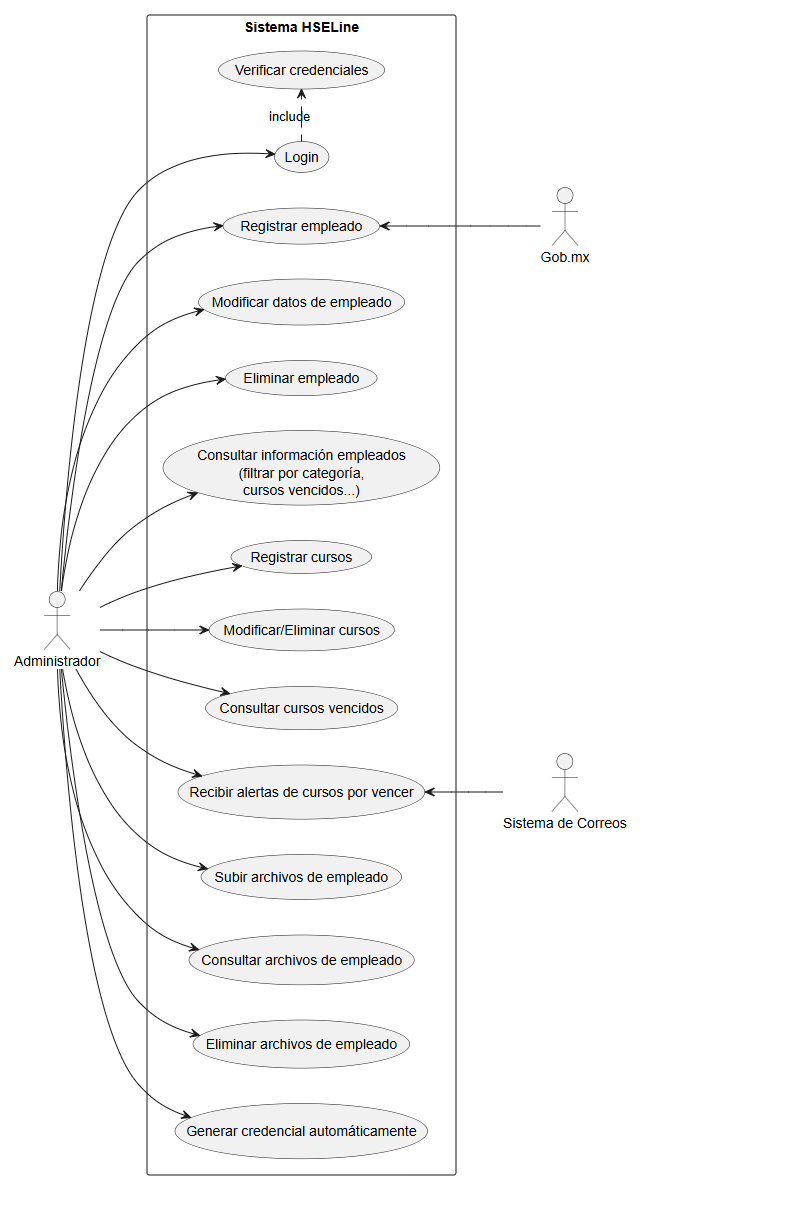 Sistema HSELine
Verificar credenciales
include
Login
Registrar empleado
Gob.mx
Modificar datos de empleado
Eliminar empleado
Consultar información empleados
(filtrar por categoría,
cursos vencidos...)
Registrar cursos
Modificar/Eliminar cursos
Administrador
Consultar cursos vencidos
Recibir alertas de cursos por vencer
Sistema de Correos
Subir archivos de empleado
Consultar archivos de empleado
Eliminar archivos de empleado
Generar credencial automáticamente